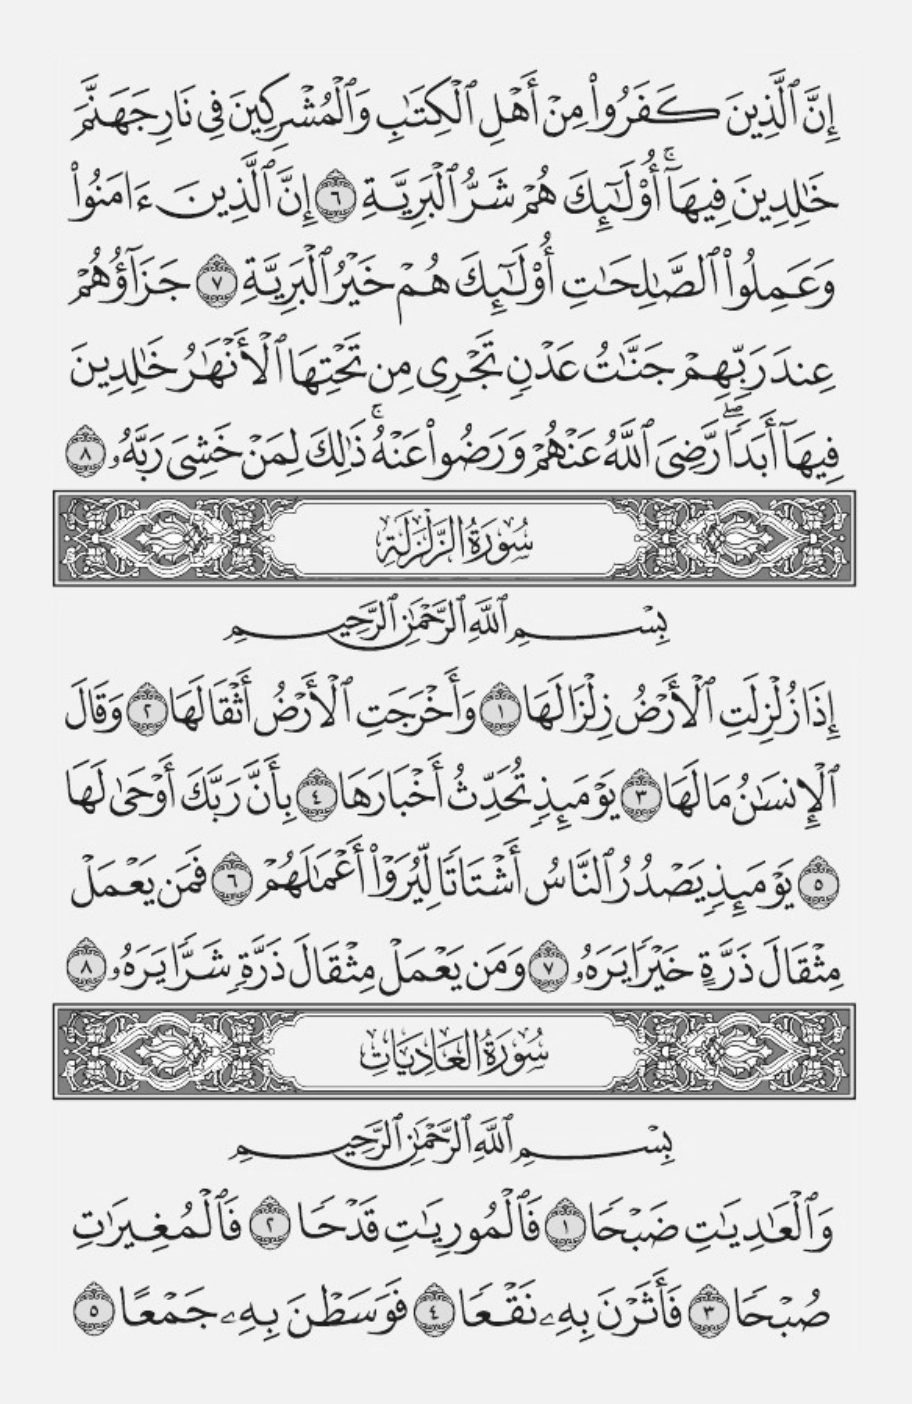 إِنَّ ٱلَّذِينَ كَفَرُوا۟ مِنْ أَهْلِ ٱلْكِتَٰبِ وَٱلْمُشْرِكِينَ فِى نَارِ جَهَنَّمَ
خَٰلِدِينَ فِيهَآ ۚ أُو۟لَٰٓئِكَ هُمْ شَرُّ ٱلْبَرِيَّةِ ٦ إِنَّ ٱلَّذِينَ ءَامَنُوا۟
وَعَمِلُوا۟ ٱلصَّٰلِحَٰتِ أُو۟لَٰٓئِكَ هُمْ خَيْرُ ٱلْبَرِيَّةِ ٧ جَزَآؤُهُمْ
عِندَ رَبِّهِمْ جَنَّٰتُ عَدْنٍ تَجْرِى مِن تَحْتِهَا ٱلْأَنْهَٰرُ خَٰلِدِينَ
فِيهَآ أَبَدًا ۖ رَّضِىَ ٱللَّهُ عَنْهُمْ وَرَضُوا۟ عَنْهُ ۚ ذَٰلِكَ لِمَنْ خَشِىَ رَبَّهُۥ ٨
سُورَةُ الزَّلْزَلَةِ
بِسْمِ ٱللَّهِ ٱلرَّحْمَٰنِ ٱلرَّحِيمِ
إِذَا زُلْزِلَتِ ٱلْأَرْضُ زِلْزَالَهَا ١ وَأَخْرَجَتِ ٱلْأَرْضُ أَثْقَالَهَا ٢ وَقَالَ
ٱلْإِنسَٰنُ مَا لَهَا ٣ يَوْمَئِذٍ تُحَدِّثُ أَخْبَارَهَا ٤ بِأَنَّ رَبَّكَ أَوْحَىٰ لَهَا
٥ يَوْمَئِذٍ يَصْدُرُ ٱلنَّاسُ أَشْتَاتًا لِّيُرَوْا۟ أَعْمَٰلَهُمْ ٦ فَمَن يَعْمَلْ
مِثْقَالَ ذَرَّةٍ خَيْرًا يَرَهُۥ ٧ وَمَن يَعْمَلْ مِثْقَالَ ذَرَّةٍ شَرًّا يَرَهُۥ ٨
سُورَةُ العَادِيَاتِ
بِسْمِ ٱللَّهِ ٱلرَّحْمَٰنِ ٱلرَّحِيمِ
وَٱلْعَٰدِيَٰتِ ضَبْحًا ١ فَٱلْمُورِيَٰتِ قَدْحًا ٢ فَٱلْمُغِيرَٰتِ
صُبْحًا ٣ فَأَثَرْنَ بِهِۦ نَقْعًا ٤ فَوَسَطْنَ بِهِۦ جَمْعًا ٥